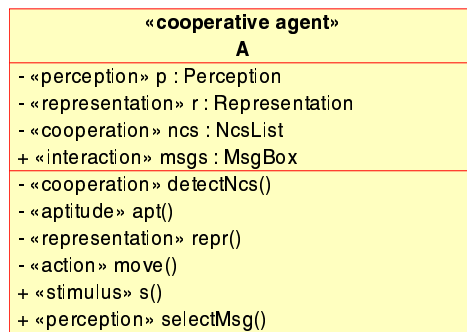 «cooperative agent»
A
- «perception» p : Perception
- «representation» r : Representation
- «cooperation» ncs : NcsList
+ «interaction» msgs : MsgBox
- «cooperation» detectNcs()
- «aptitude» apt()
- «representation» repr()
- «action» move()
+ «stimulus» s()
+ «perception» selectMsg()